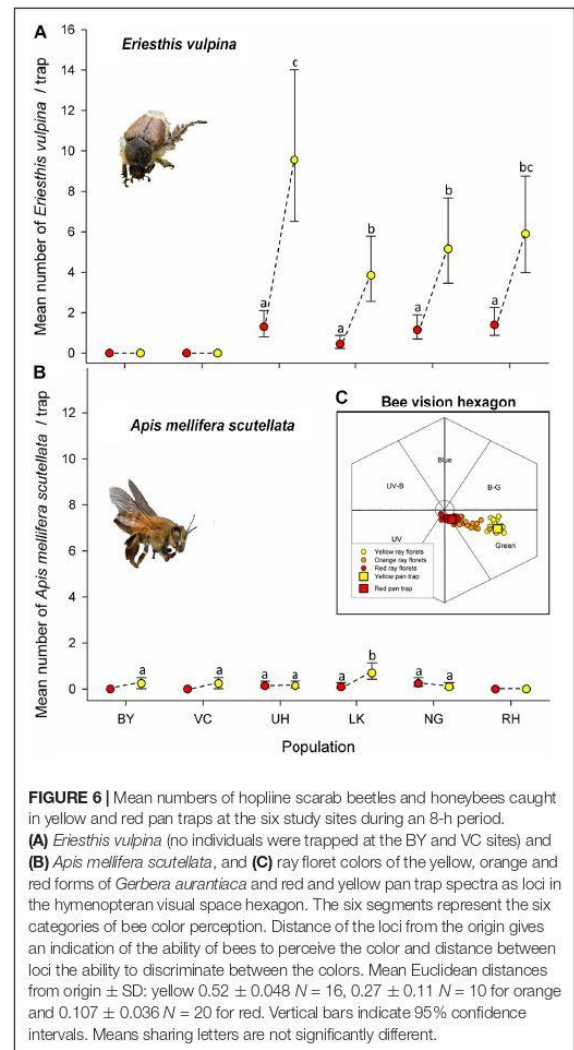 A
Eriesthis vulpina
16
14
12
10
8
6
4
2
0
Mean number of Eriesthis vulpina / trap
a
c
a
b
a
b
a
bc
B
Apis mellifera scutellata
12
10
8
6
4
2
0
Mean number of Apis mellifera scutellata / trap
a
a
a
a
a
b
a
a
BY
VC
UH
LK
NG
RH
Population
C
Bee vision hexagon
Blue
UV-B
B-G
UV
Green
Yellow ray florets
Orange ray florets
Red ray florets
Yellow pan trap
Red pan trap
FIGURE 6 | Mean numbers of hopliine scarab beetles and honeybees caught
in yellow and red pan traps at the six study sites during an 8-h period.
(A) Eriesthis vulpina (no individuals were trapped at the BY and VC sites) and
(B) Apis mellifera scutellata, and (C) ray floret colors of the yellow, orange and
red forms of Gerbera aurantiaca and red and yellow pan trap spectra as loci in
the hymenopteran visual space hexagon. The six segments represent the six
categories of bee color perception. Distance of the loci from the origin gives
an indication of the ability of bees to perceive the color and distance between
loci the ability to discriminate between the colors. Mean Euclidean distances
from origin ± SD: yellow 0.52 ± 0.048 N = 16, 0.27 ± 0.11 N = 10 for orange
and 0.107 ± 0.036 N = 20 for red. Vertical bars indicate 95% confidence
intervals. Means sharing letters are not significantly different.